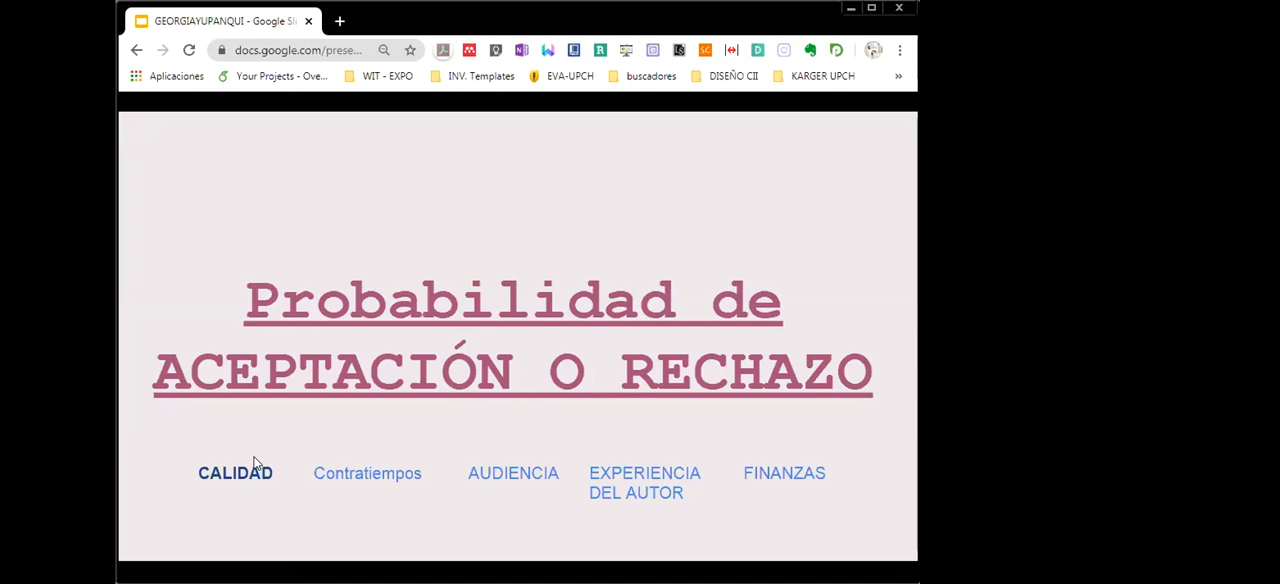 GEORGIAYUPANQUI - Google Sli
docs.google.com/prese...
Aplicaciones Your Projects - Ove... WIT - EXPO INV. Templates EVA-UPCH buscadores DISEÑO CII KARGER UPCH »
Probabilidad de
ACEPTACIÓN O RECHAZO
CALIDAD Contratiempos AUDIENCIA EXPERIENCIA FINANZAS
DEL AUTOR